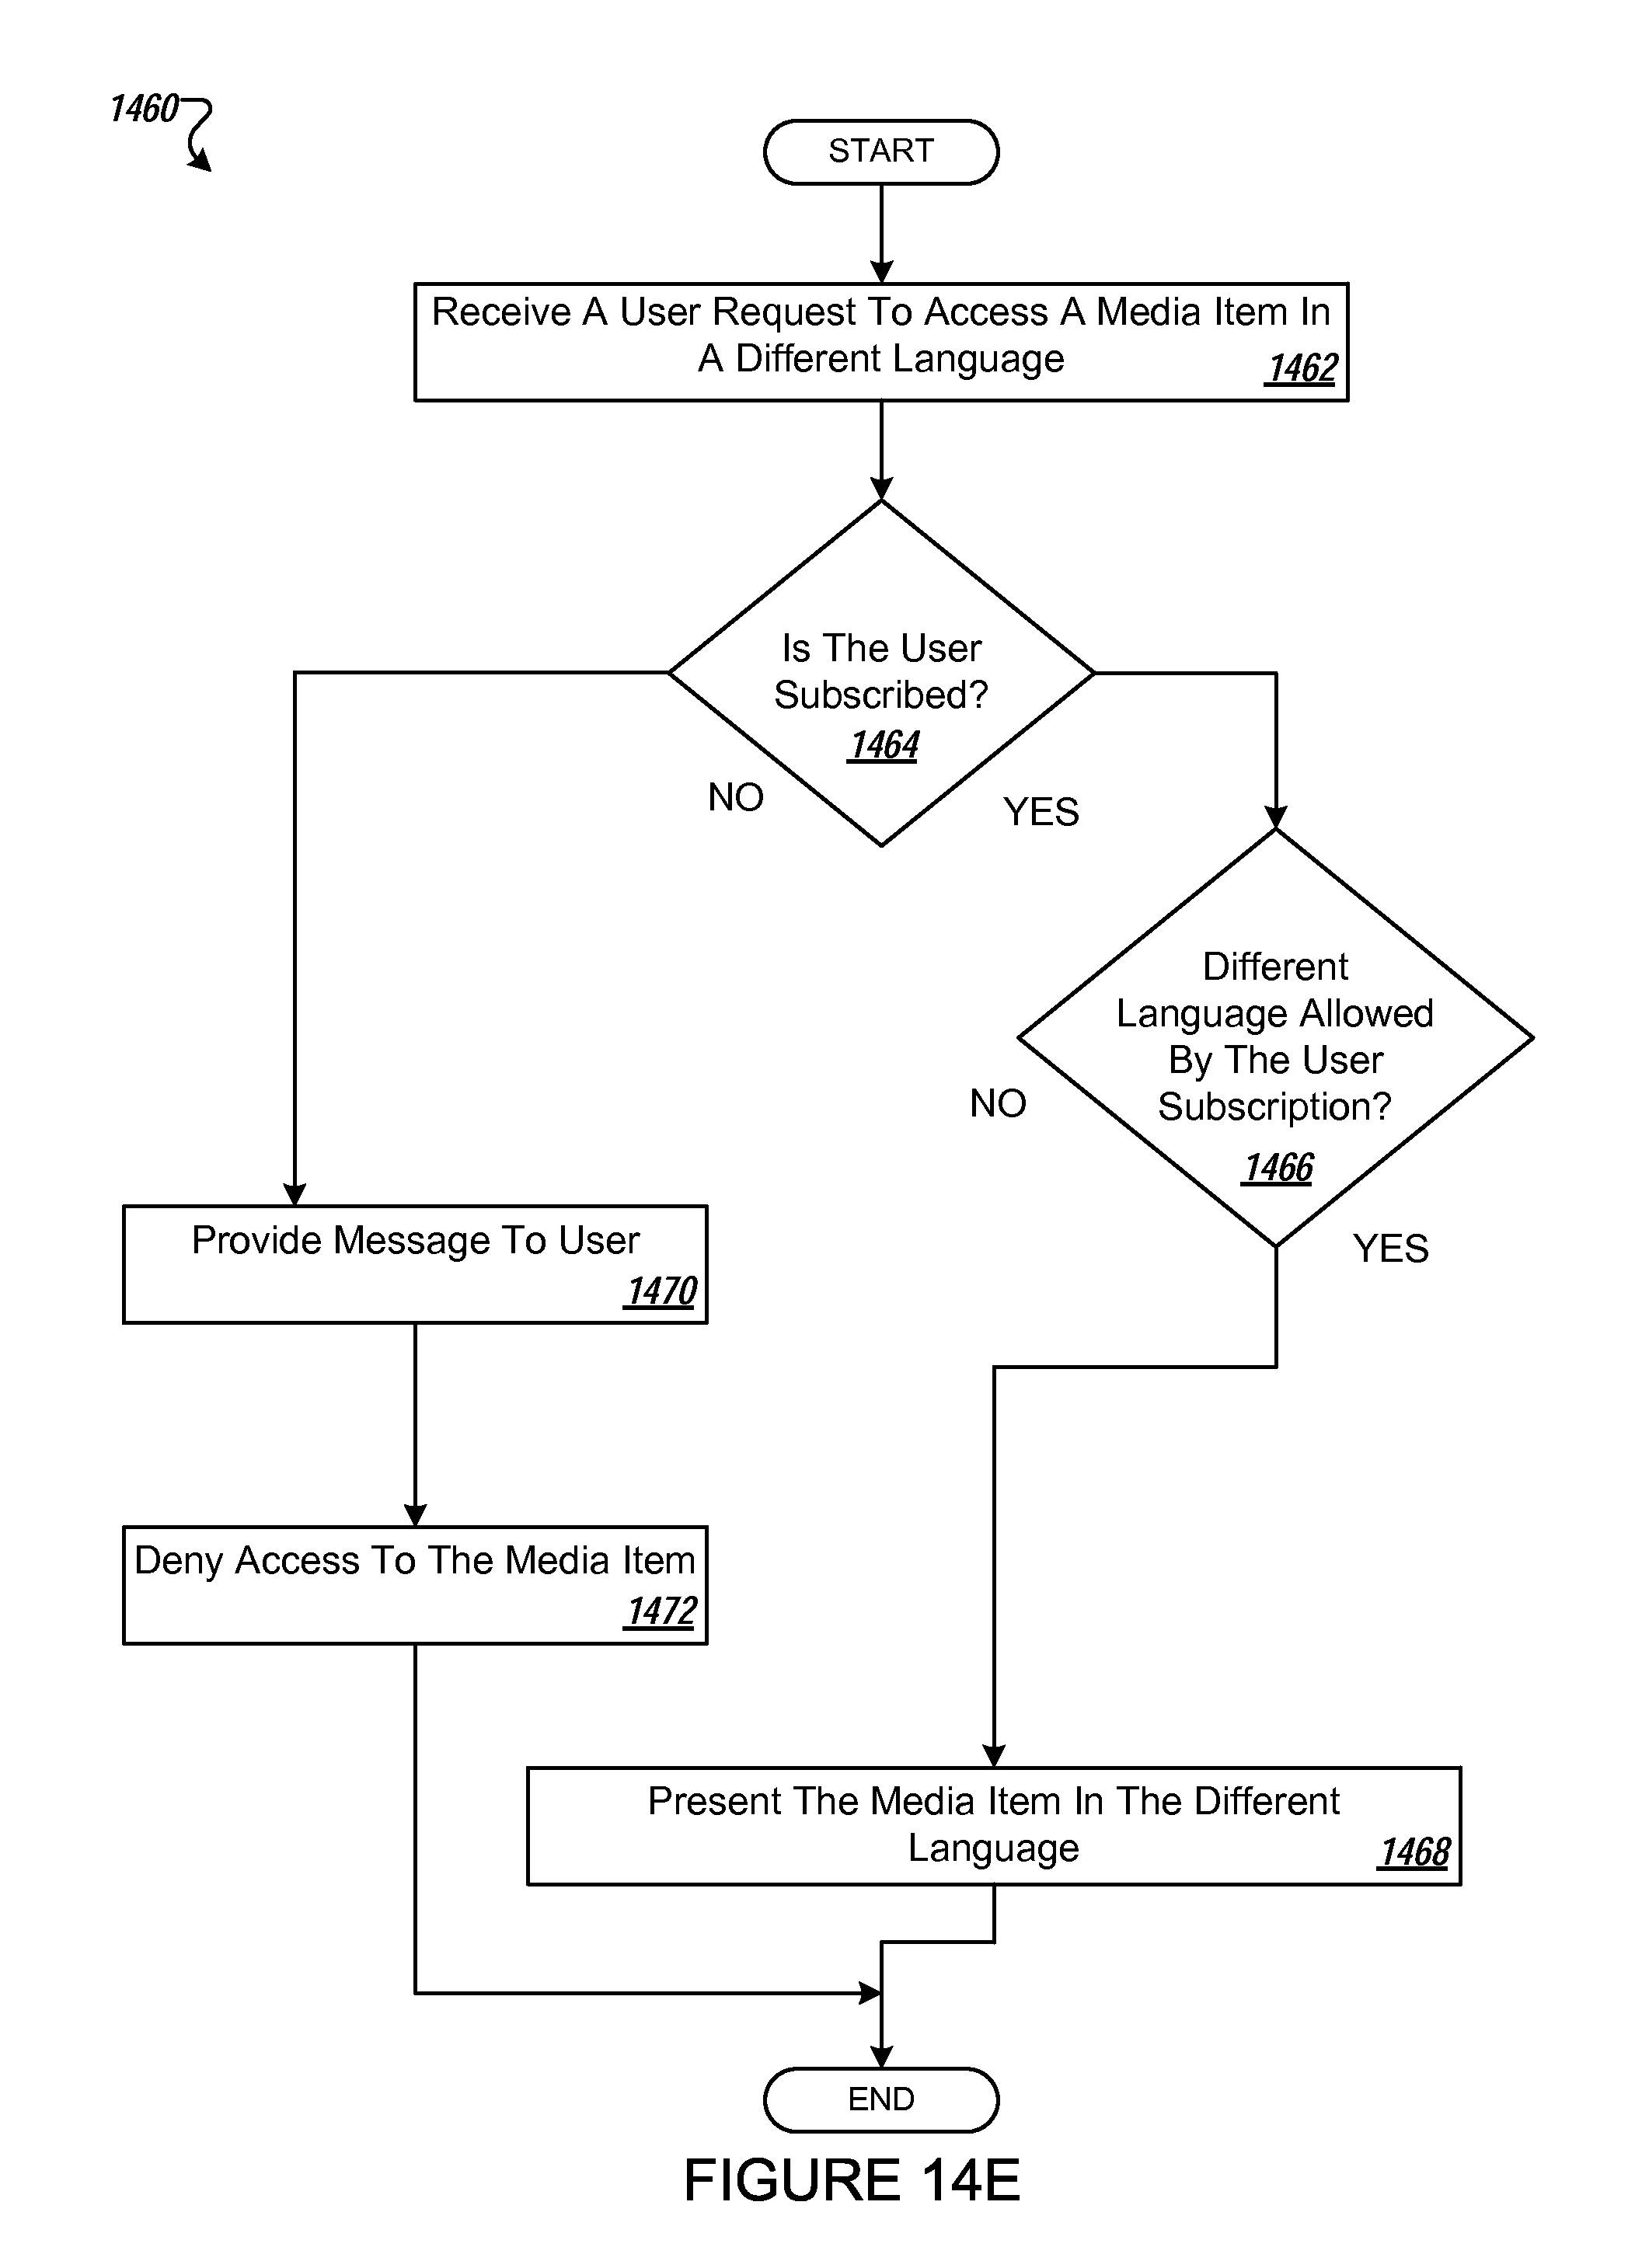 1460
START
Receive A User Request To Access A Media Item In
A Different Language
1462
Is The User
Subscribed?
1464
NO
YES
Different
Language Allowed
By The User
Subscription?
1466
NO
YES
Provide Message To User
1470
Deny Access To The Media Item
1472
Present The Media Item In The Different
Language
1468
END
FIGURE 14E